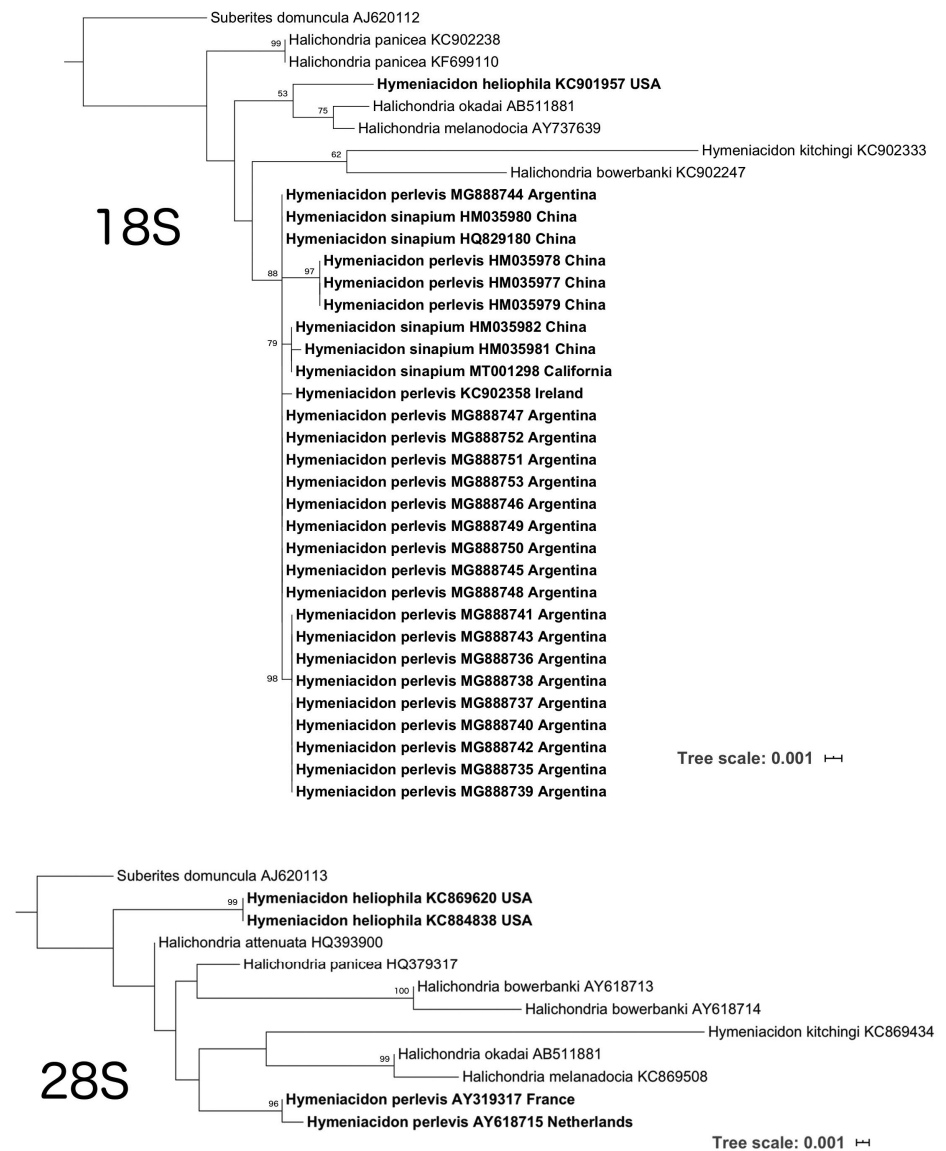 Suberites domuncula AJ620112
99
Halichondria panicea KC902238
Halichondria panicea KF699110
Hymeniacidon heliophila KC901957 USA
53
Halichondria okadai AB511881
75
Halichondria melanodocia AY737639
Hymeniacidon kitchingi KC902333
62
Halichondria bowerbanki KC902247
Hymeniacidon perlevis MG888744 Argentina
18S
Hymeniacidon sinapium HM035980 China
Hymeniacidon sinapium HQ829180 China
Hymeniacidon perlevis HM035978 China
88
97
Hymeniacidon perlevis HM035977 China
Hymeniacidon perlevis HM035979 China
Hymeniacidon sinapium HM035982 China
79
Hymeniacidon sinapium HM035981 China
Hymeniacidon sinapium MT001298 California
Hymeniacidon perlevis KC902358 Ireland
Hymeniacidon perlevis MG888747 Argentina
Hymeniacidon perlevis MG888752 Argentina
Hymeniacidon perlevis MG888751 Argentina
Hymeniacidon perlevis MG888753 Argentina
Hymeniacidon perlevis MG888746 Argentina
Hymeniacidon perlevis MG888749 Argentina
Hymeniacidon perlevis MG888750 Argentina
Hymeniacidon perlevis MG888745 Argentina
Hymeniacidon perlevis MG888748 Argentina
Hymeniacidon perlevis MG888741 Argentina
Hymeniacidon perlevis MG888743 Argentina
Hymeniacidon perlevis MG888736 Argentina
98
Hymeniacidon perlevis MG888738 Argentina
Hymeniacidon perlevis MG888737 Argentina
Hymeniacidon perlevis MG888740 Argentina
Hymeniacidon perlevis MG888742 Argentina
Tree scale: 0.001
Hymeniacidon perlevis MG888735 Argentina
Hymeniacidon perlevis MG888739 Argentina
Suberites domuncula AJ620113
99
Hymeniacidon heliophila KC869620 USA
Hymeniacidon heliophila KC884838 USA
Halichondria attenuata HQ393900
Halichondria panicea HQ379317
100
Halichondria bowerbanki AY618713
Halichondria bowerbanki AY618714
Hymeniacidon kitchingi KC869434
99
Halichondria okadai AB511881
28S
Halichondria melanadocia KC869508
96
Hymeniacidon perlevis AY319317 France
Hymeniacidon perlevis AY618715 Netherlands
Tree scale: 0.001